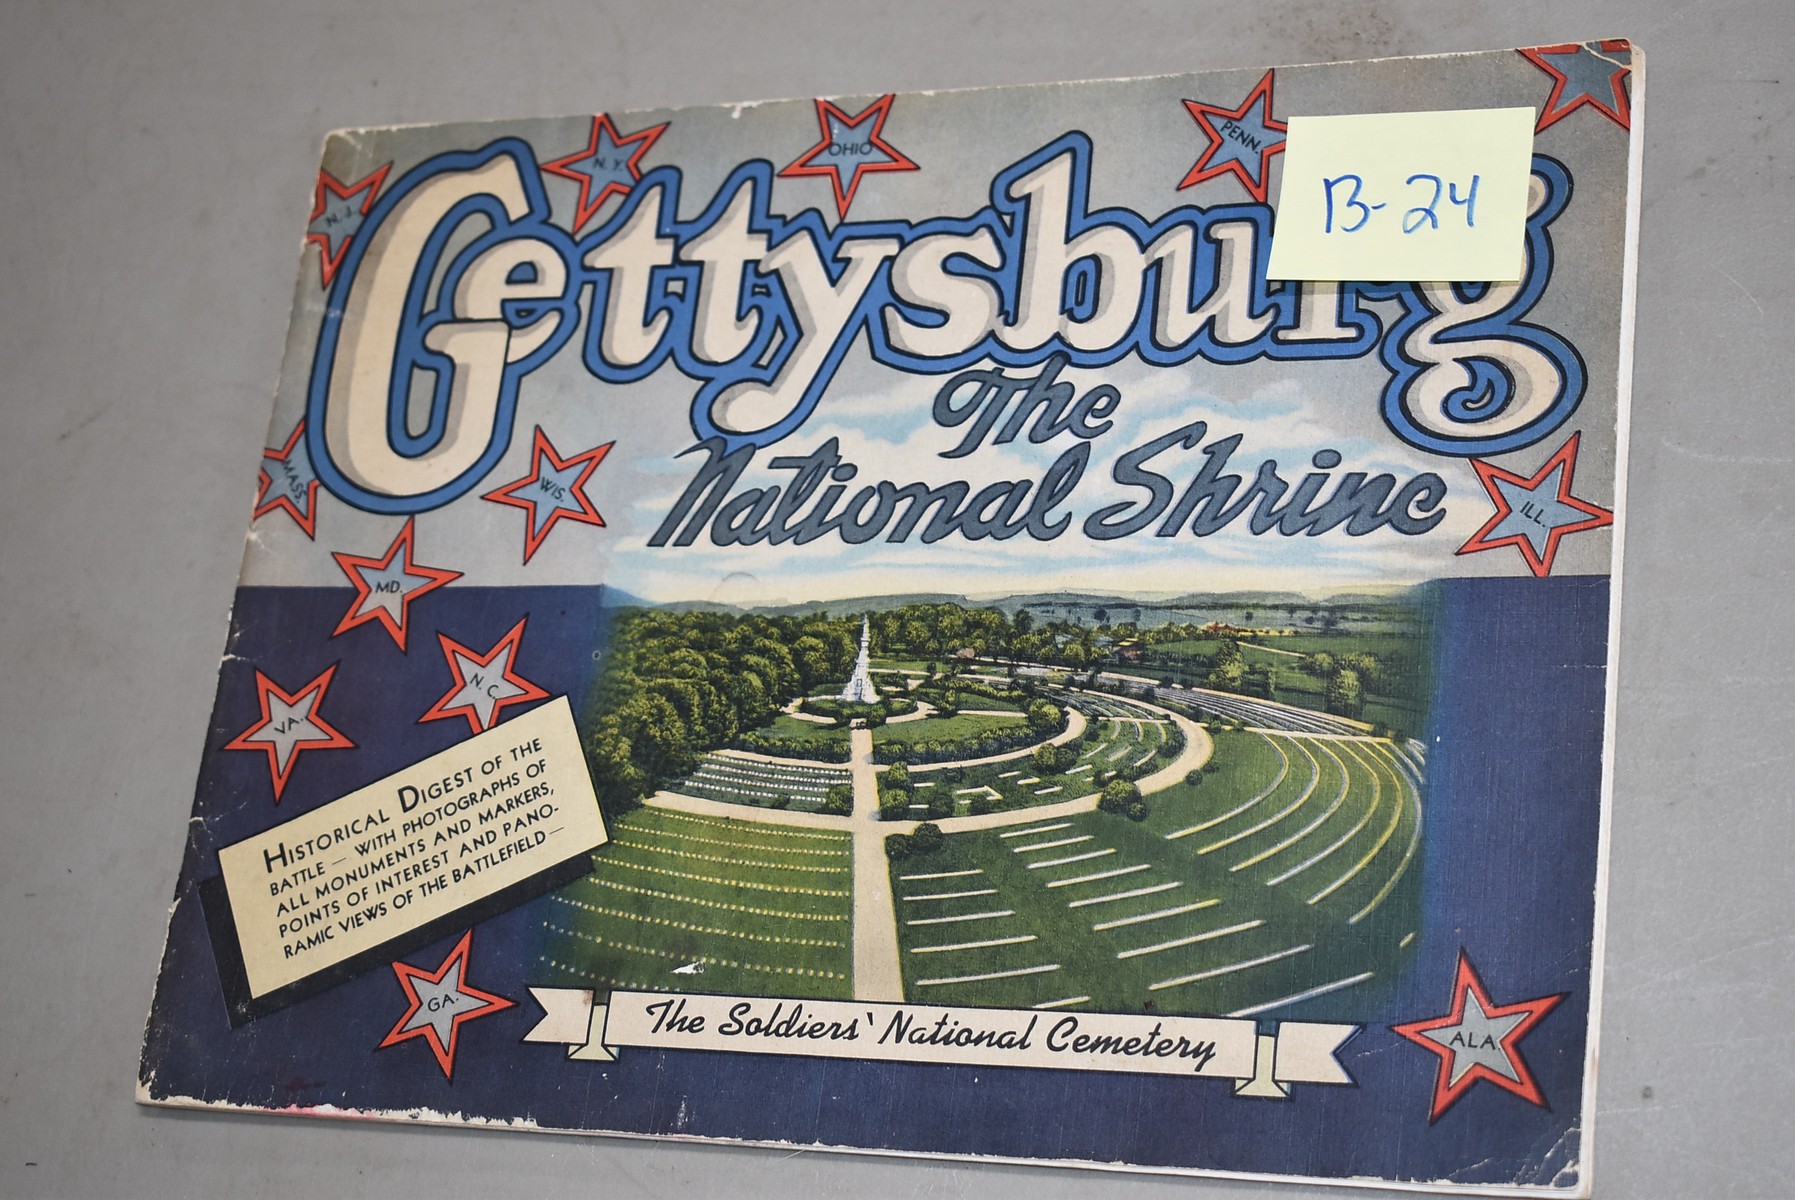 N.J.
N.Y.
OHIO
PENN.
B-24
Gettysburg
The
National Shrine
MASS.
WIS.
ILL.
MD.
N.C.
VA.
HISTORICAL DIGEST OF THE
BATTLE — WITH PHOTOGRAPHS OF
ALL MONUMENTS AND MARKERS,
POINTS OF INTEREST AND PANO-
RAMIC VIEWS OF THE BATTLEFIELD —
GA.
The Soldiers' National Cemetery
ALA.